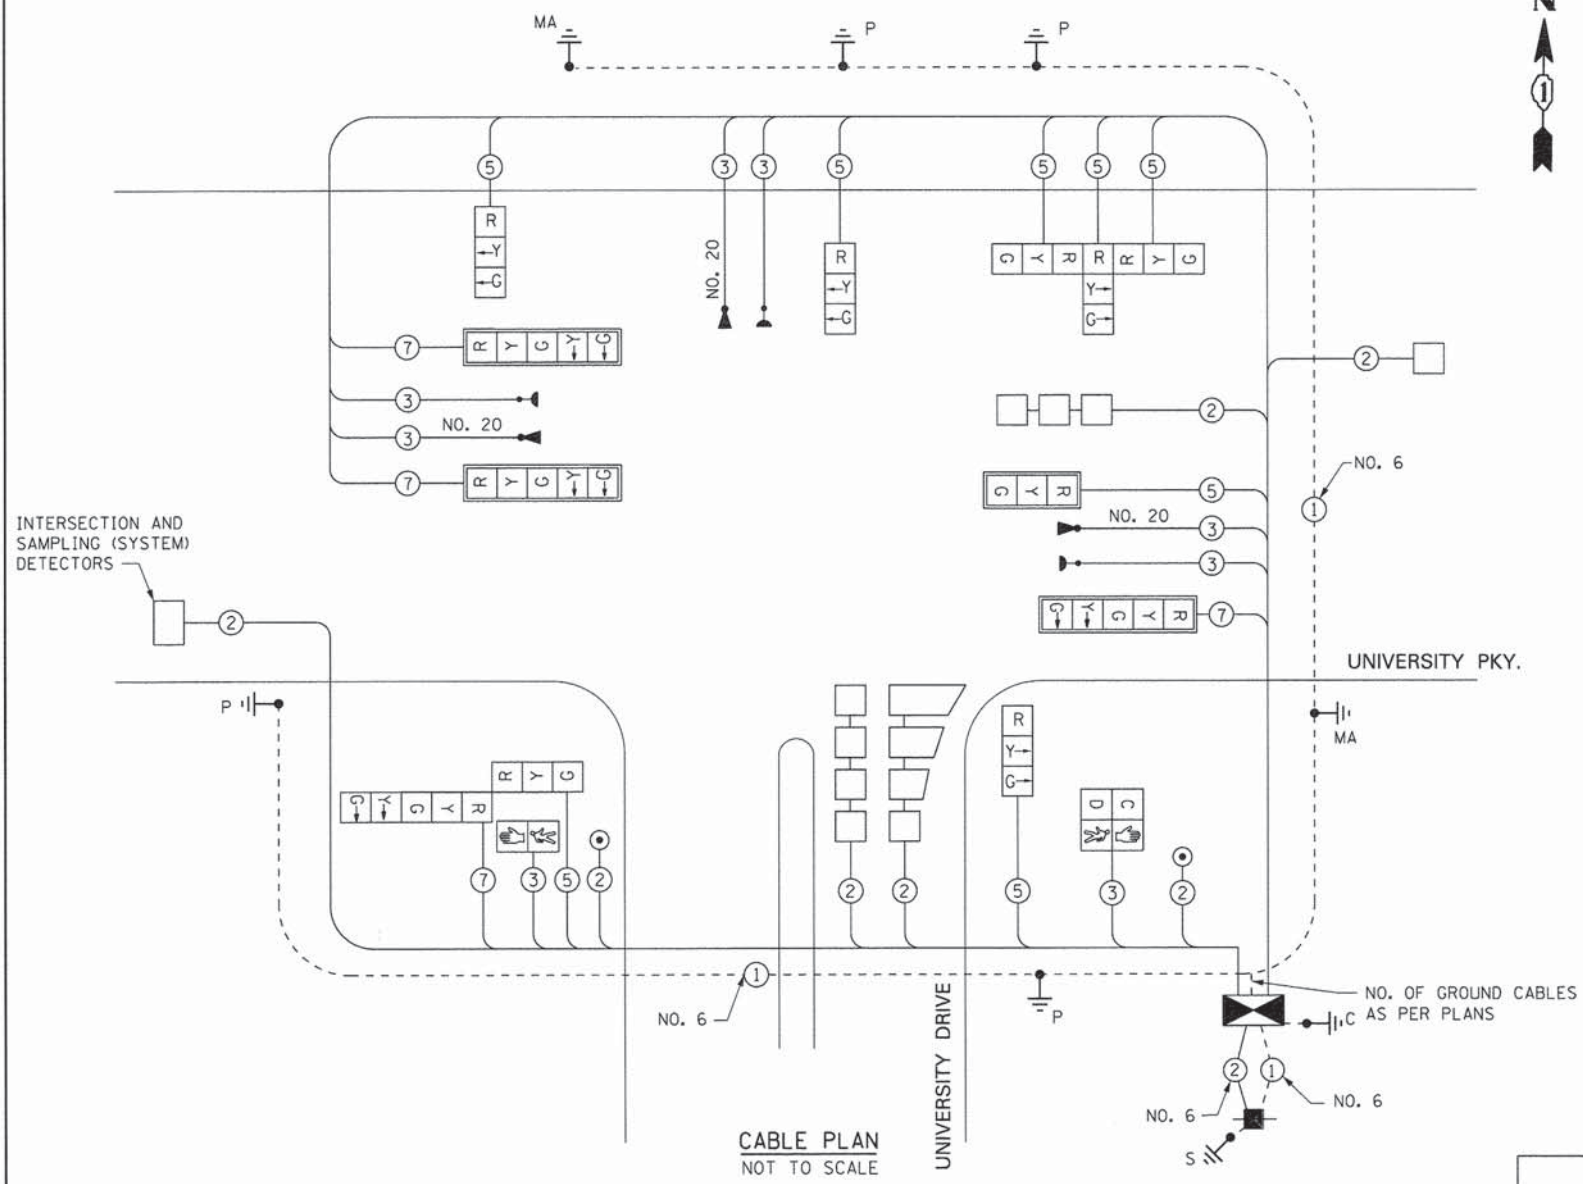 N
1
MA
P
P
5
3
3
5
5
5
5
R
←Y
←G
NO. 20
R
←Y
←G
G Y R R R Y G
Y→
G→
7
R Y G Y G
2
3
2
3
NO. 20
NO. 6
7
R Y G Y G
G Y R
5
1
NO. 20
3
3
INTERSECTION AND
SAMPLING (SYSTEM)
DETECTORS
2
G Y G Y R
7
UNIVERSITY PKY.
P
MA
R
Y→
G→
R Y G
G Y G Y R
D C
7
3
5
2
2
2
5
3
2
1
NO. 6
P
UNIVERSITY DRIVE
NO. OF GROUND CABLES
AS PER PLANS
C
2
1
NO. 6
NO. 6
S
CABLE PLAN
NOT TO SCALE